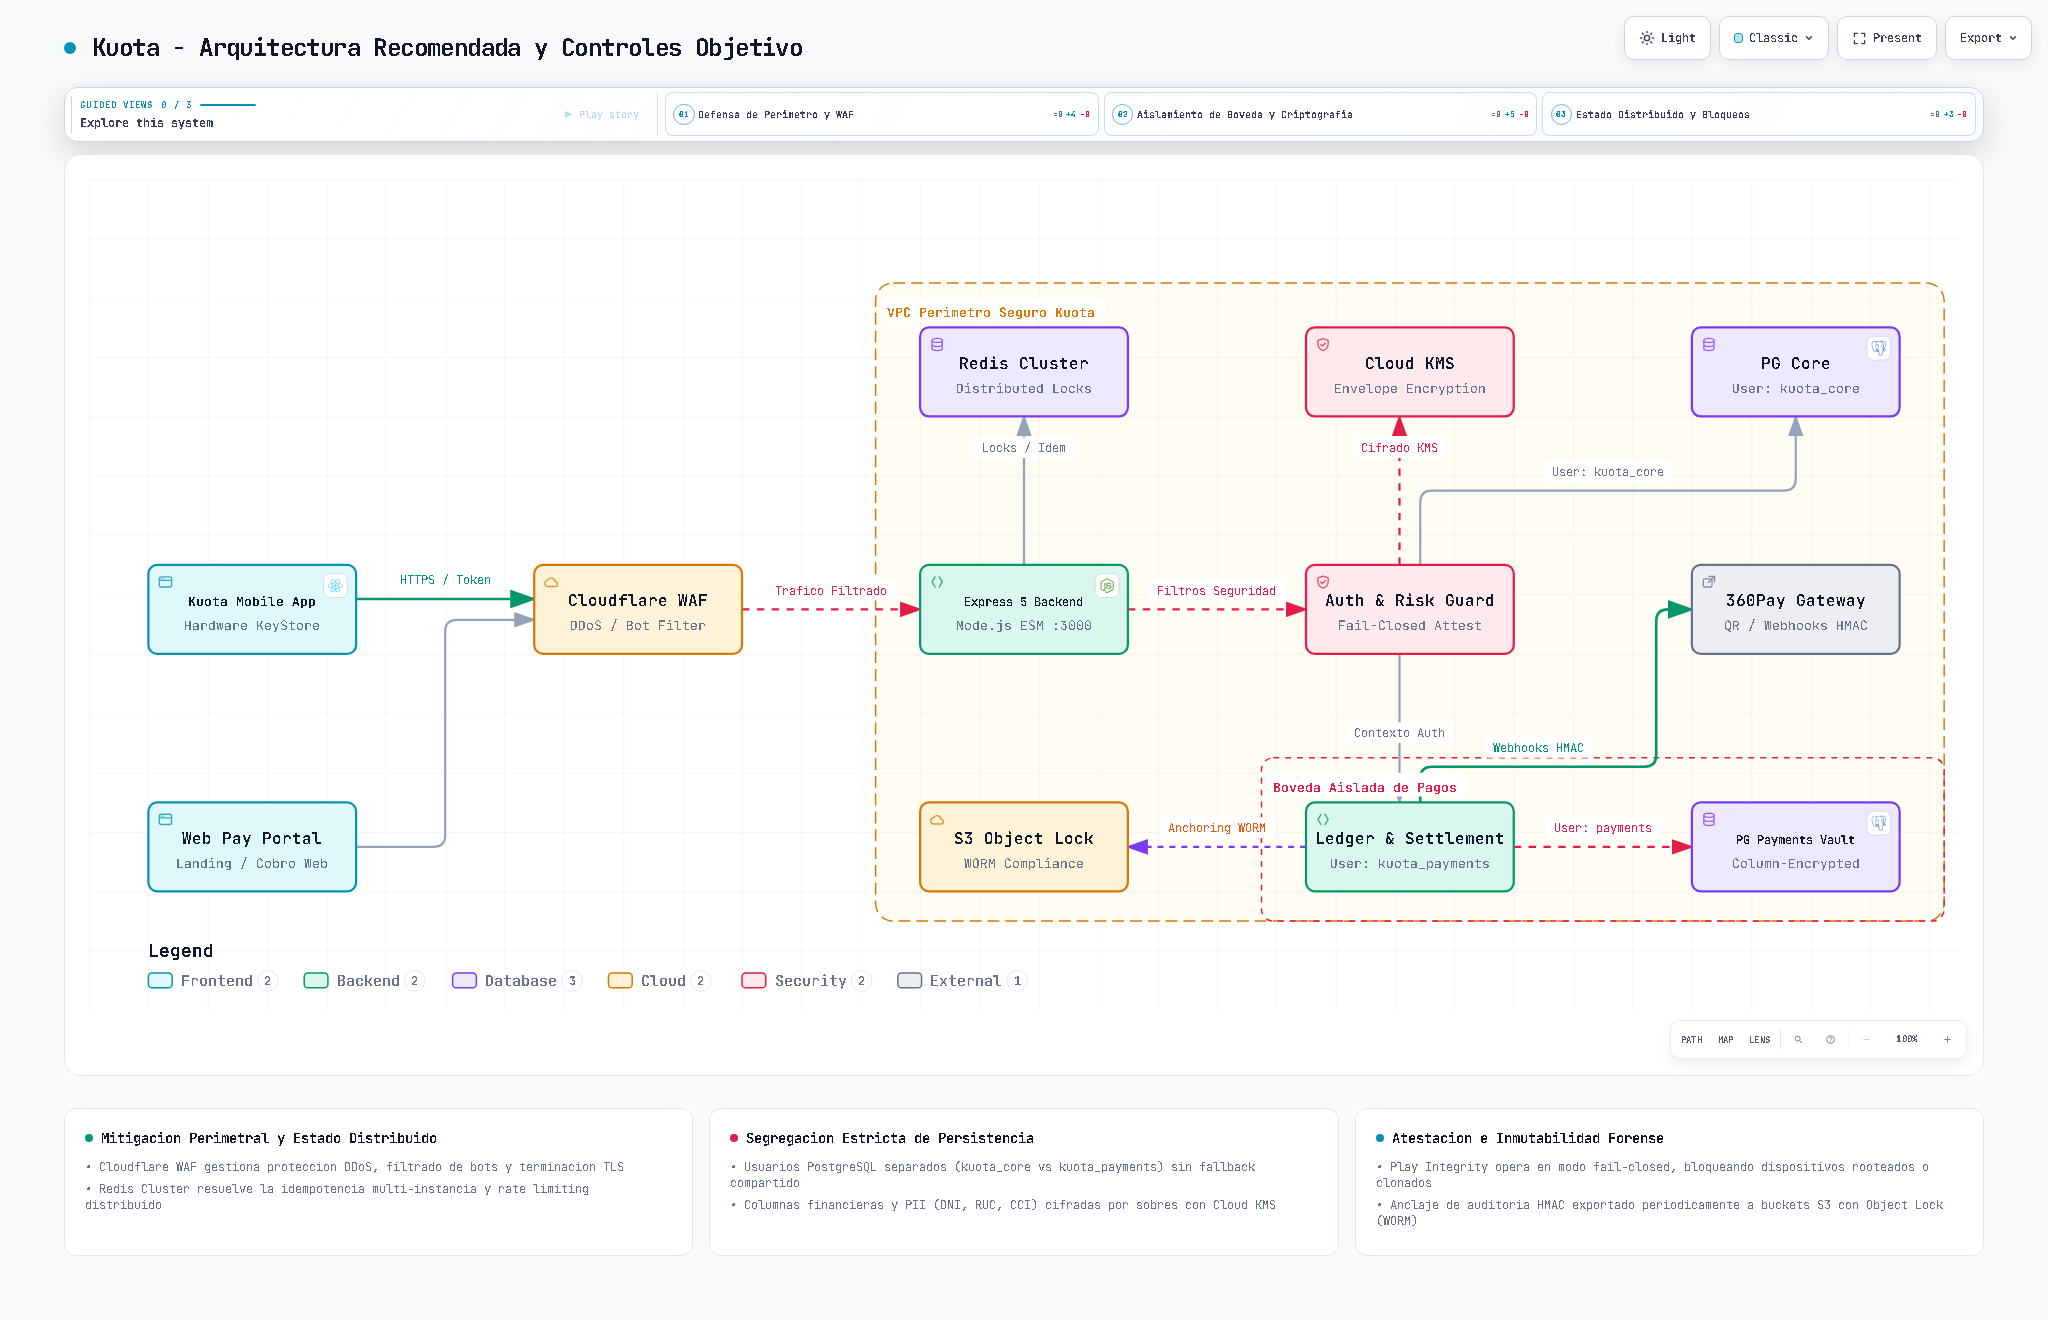 Kuota - Arquitectura Recomendada y Controles Objetivo
Light
Classic
Present
Export
GUIDED VIEWS 0 / 3
Explore this system
Play story
01 Defensa de Perimetro y WAF =0 +4 -0
02 Aislamiento de Boveda y Criptografia =0 +5 -0
03 Estado Distribuido y Bloqueos =0 +3 -0
VPC Perimetro Seguro Kuota
Redis Cluster
Distributed Locks
Cloud KMS
Envelope Encryption
PG Core
User: kuota_core
Locks / Idem
Cifrado KMS
User: kuota_core
Kuota Mobile App
Hardware KeyStore
HTTPS / Token
Cloudflare WAF
DDoS / Bot Filter
Trafico Filtrado
Express 5 Backend
Node.js ESM :3000
Filtros Seguridad
Auth & Risk Guard
Fail-Closed Attest
360Pay Gateway
QR / Webhooks HMAC
Contexto Auth
Webhooks HMAC
Boveda Aislada de Pagos
Web Pay Portal
Landing / Cobro Web
S3 Object Lock
WORM Compliance
Anchoring WORM
Ledger & Settlement
User: kuota_payments
User: payments
PG Payments Vault
Column-Encrypted
Legend
Frontend 2
Backend 2
Database 3
Cloud 2
Security 2
External 1
PATH MAP LENS − 100% +
Mitigacion Perimetral y Estado Distribuido
• Cloudflare WAF gestiona proteccion DDoS, filtrado de bots y terminacion TLS
• Redis Cluster resuelve la idempotencia multi-instancia y rate limiting
distribuido
Segregacion Estricta de Persistencia
• Usuarios PostgreSQL separados (kuota_core vs kuota_payments) sin fallback
compartido
• Columnas financieras y PII (DNI, RUC, CCI) cifradas por sobres con Cloud KMS
Atestacion e Inmutabilidad Forense
• Play Integrity opera en modo fail-closed, bloqueando dispositivos rooteados o
clonados
• Anclaje de auditoria HMAC exportado periodicamente a buckets S3 con Object Lock
(WORM)